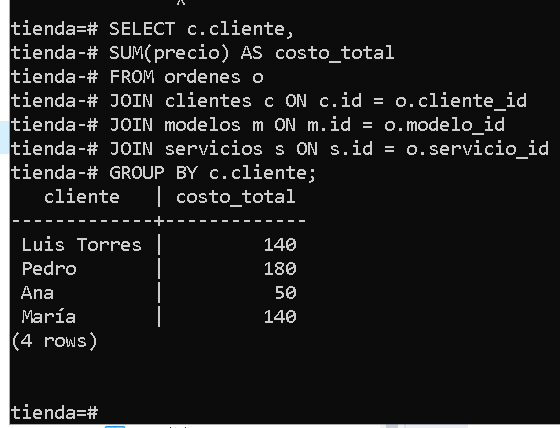 tienda=# SELECT c.cliente,
tienda-# SUM(precio) AS costo_total
tienda-# FROM ordenes o
tienda-# JOIN clientes c ON c.id = o.cliente_id
tienda-# JOIN modelos m ON m.id = o.modelo_id
tienda-# JOIN servicios s ON s.id = o.servicio_id
tienda-# GROUP BY c.cliente;
   cliente   | costo_total
-------------+-------------
 Luis Torres |         140
 Pedro       |         180
 Ana         |          50
 María       |         140
(4 rows)
tienda=#